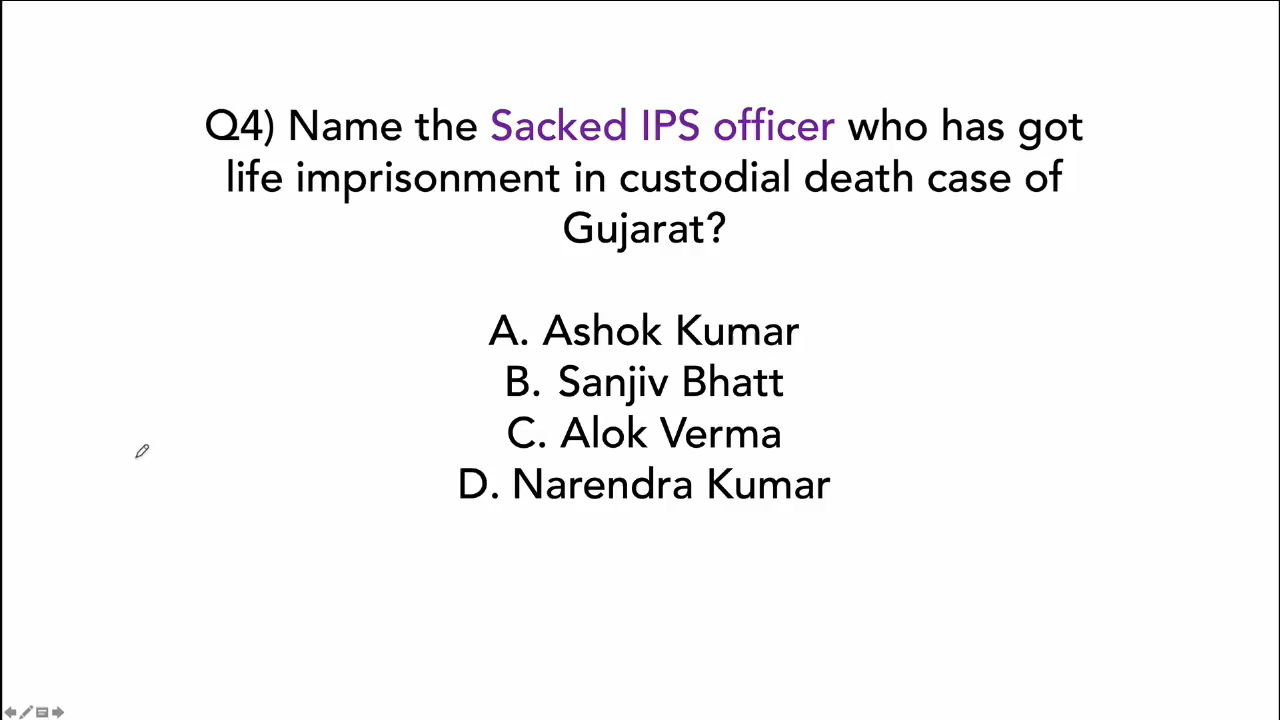 Q4) Name the Sacked IPS officer who has got
life imprisonment in custodial death case of
Gujarat?
A. Ashok Kumar
B. Sanjiv Bhatt
C. Alok Verma
D. Narendra Kumar